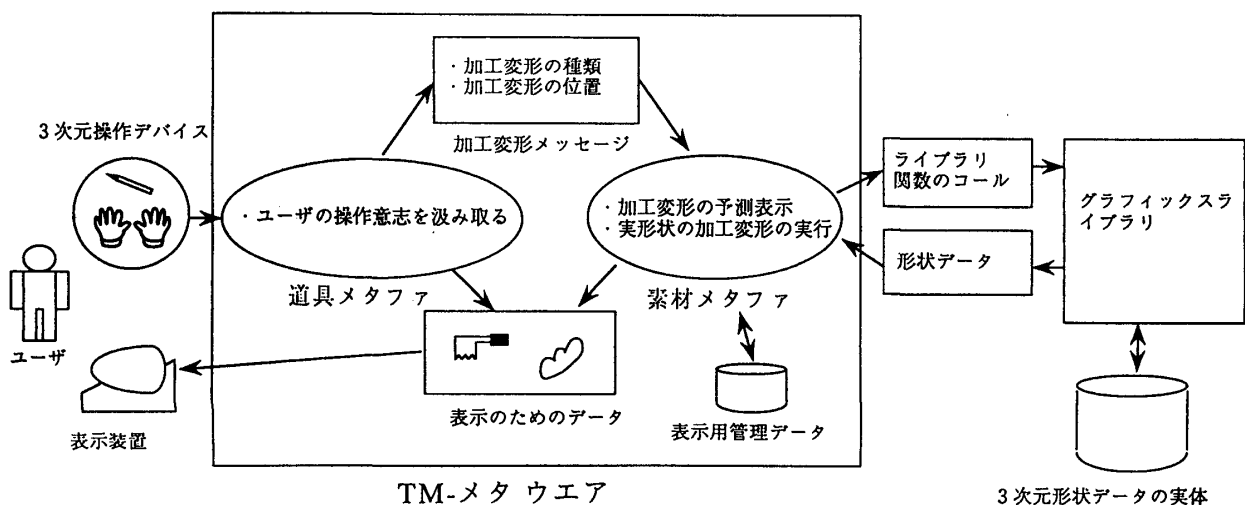 ・加工変形の種類
・加工変形の位置
加工変形メッセージ
3次元操作デバイス
・ユーザの操作意志を汲み取る
道具メタファ
・加工変形の予測表示
・実形状の加工変形の実行
素材メタファ
ライブラリ
関数のコール
形状データ
グラフィックスラ
イブラリ
ユーザ
表示装置
表示のためのデータ
表示用管理データ
3次元形状データの実体
TM-メタウエア